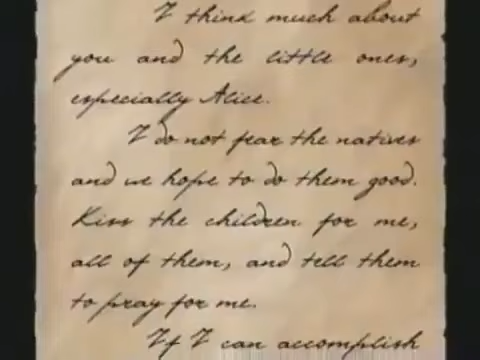 I think much about
you and the little ones,
especially Alice.
I do not fear the natives
and we hope to do them good.
Kiss the children for me,
all of them, and tell them
to pray for me.
If I can accomplish